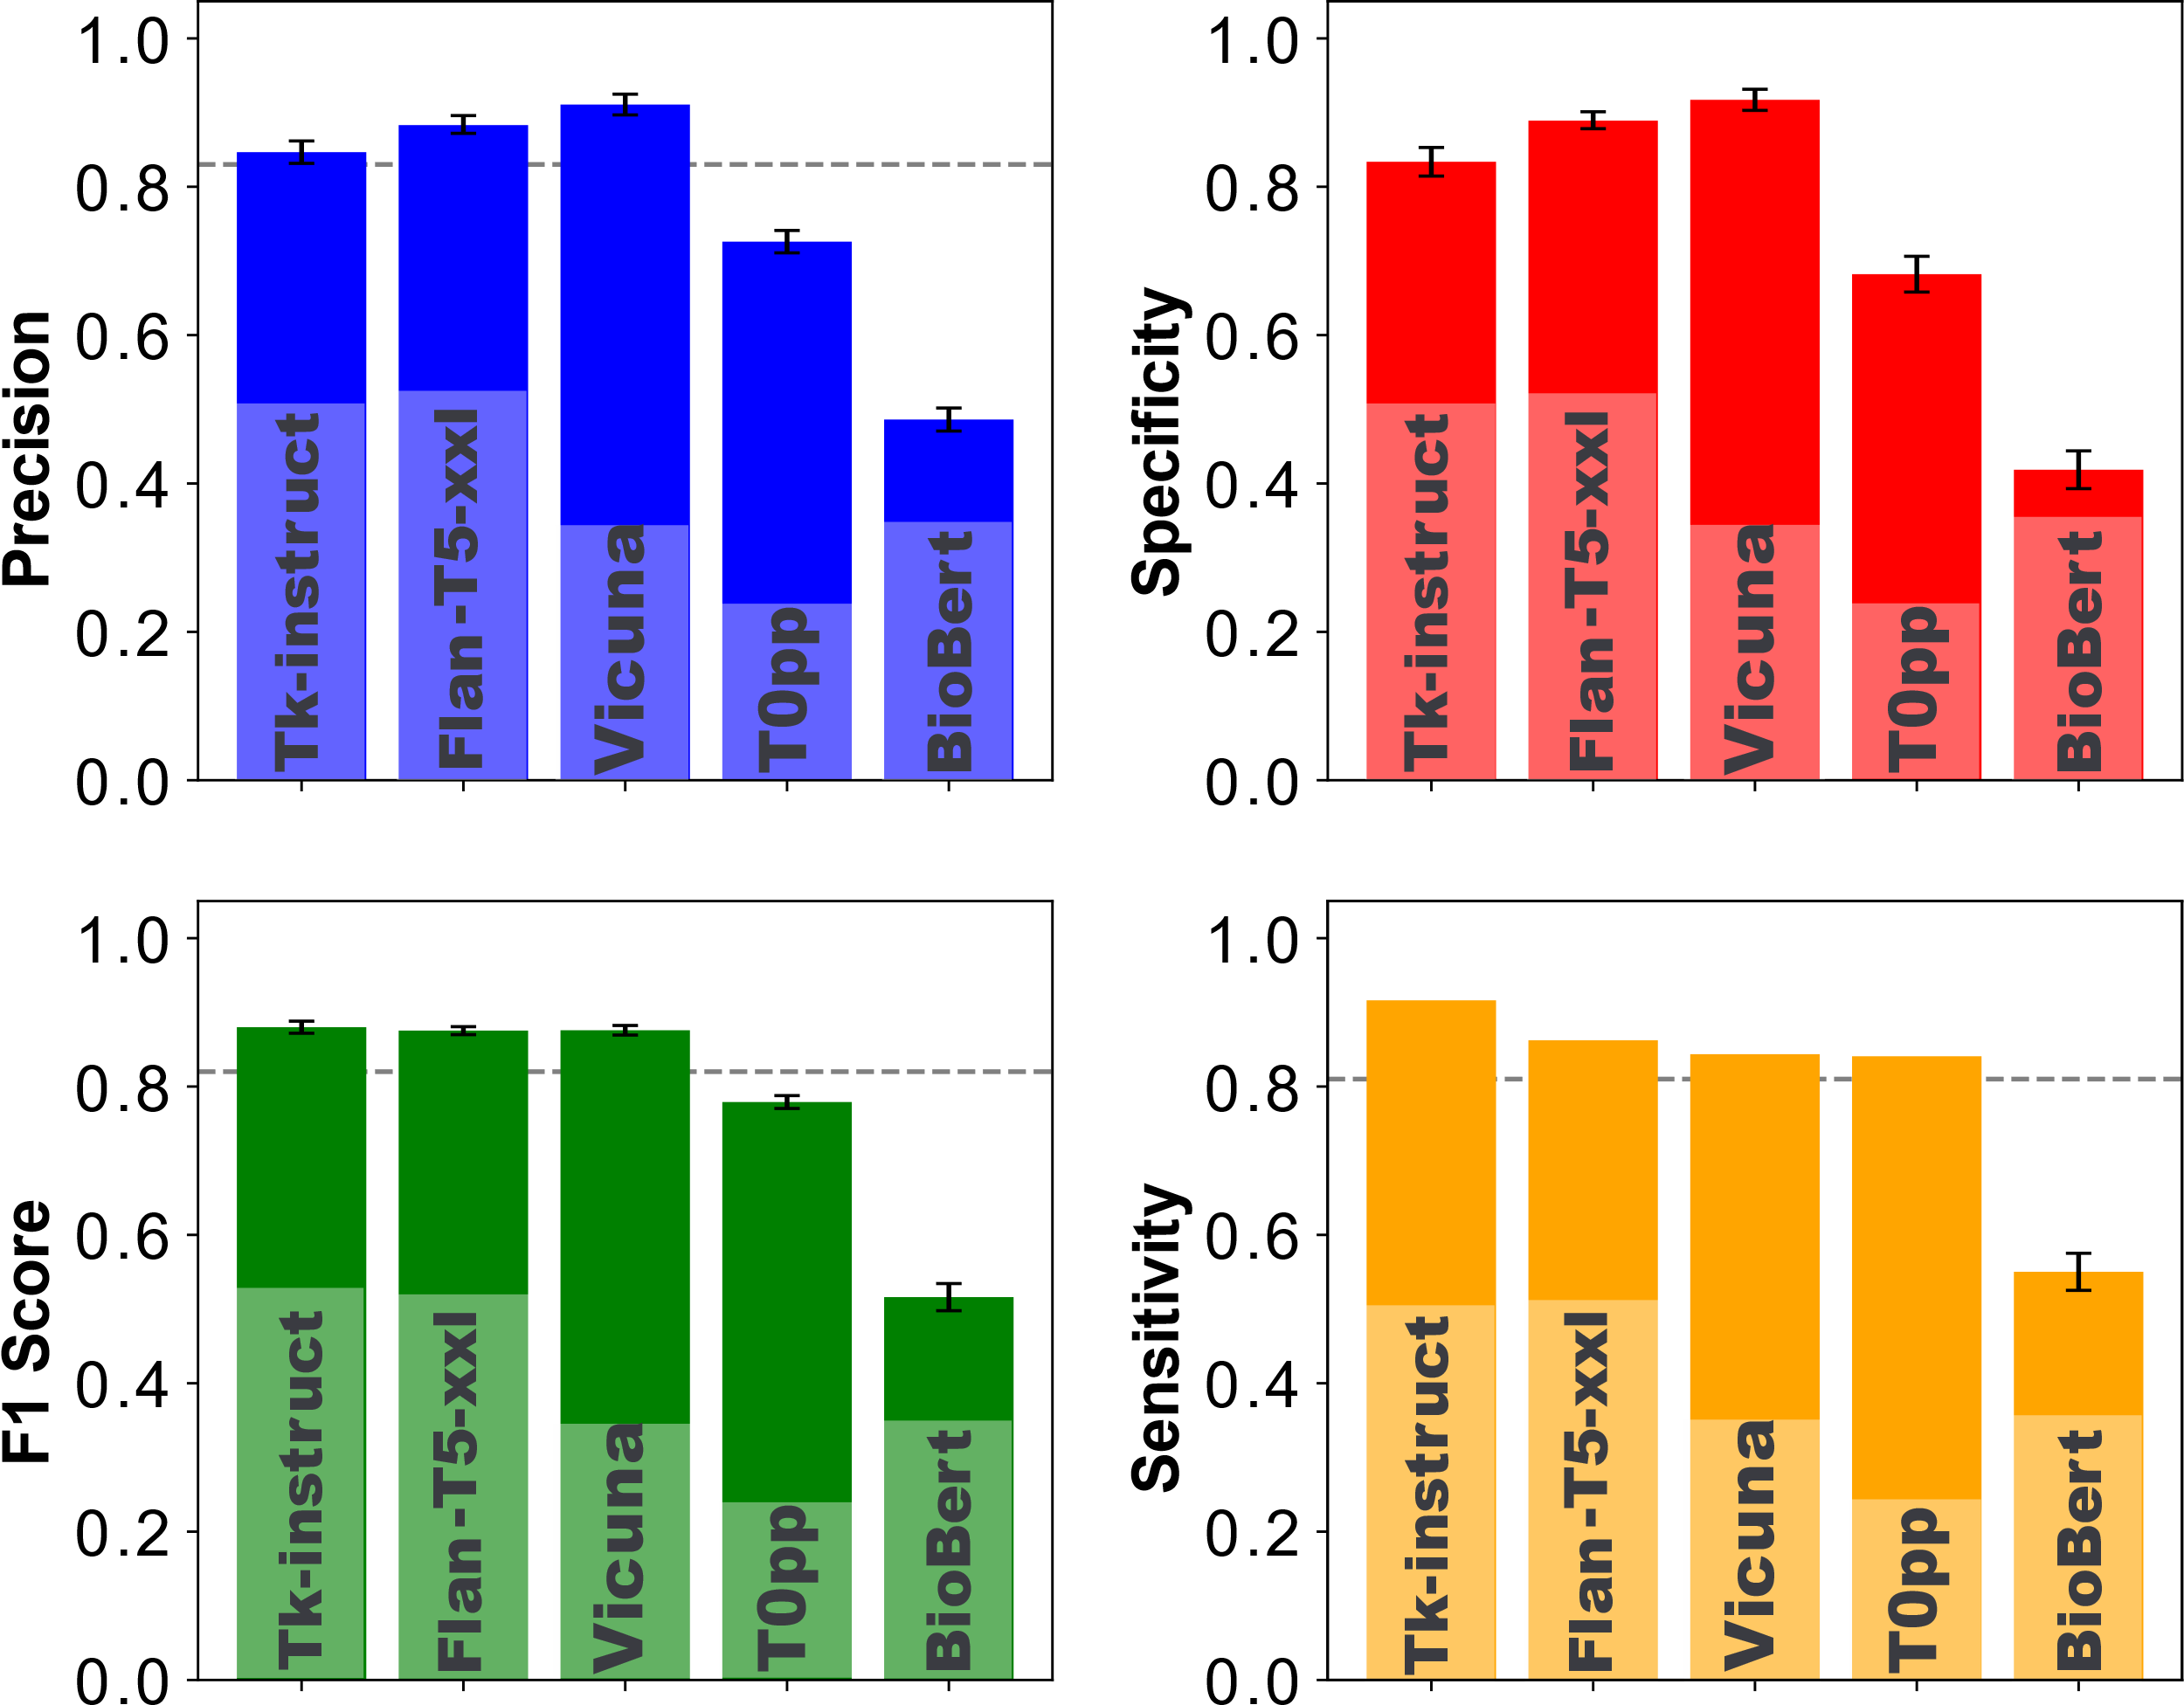 Precision
1.0
0.8
0.6
0.4
0.2
0.0
Tk-instruct
Flan-T5-xxl
Vicuna
T0pp
BioBert
Specificity
1.0
0.8
0.6
0.4
0.2
0.0
Tk-instruct
Flan-T5-xxl
Vicuna
T0pp
BioBert
F1 Score
1.0
0.8
0.6
0.4
0.2
0.0
Tk-instruct
Flan-T5-xxl
Vicuna
T0pp
BioBert
Sensitivity
1.0
0.8
0.6
0.4
0.2
0.0
Tk-instruct
Flan-T5-xxl
Vicuna
T0pp
BioBert